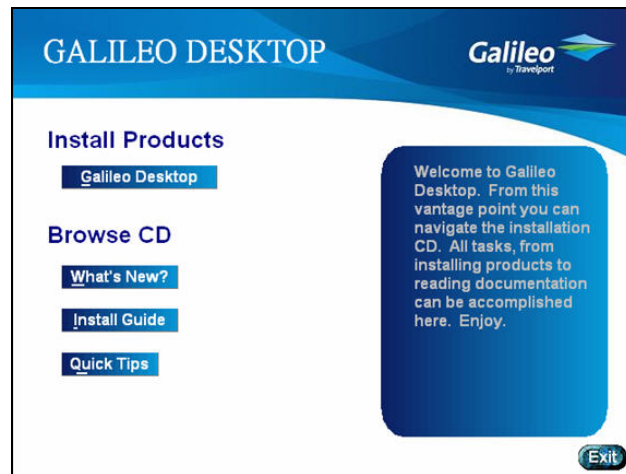 GALILEO DESKTOP
Galileo
by Travelport
Install Products
Galileo Desktop
Browse CD
What's New?
Install Guide
Quick Tips
Welcome to Galileo
Desktop. From this
vantage point you can
navigate the installation
CD. All tasks, from
installing products to
reading documentation
can be accomplished
here. Enjoy.
Exit